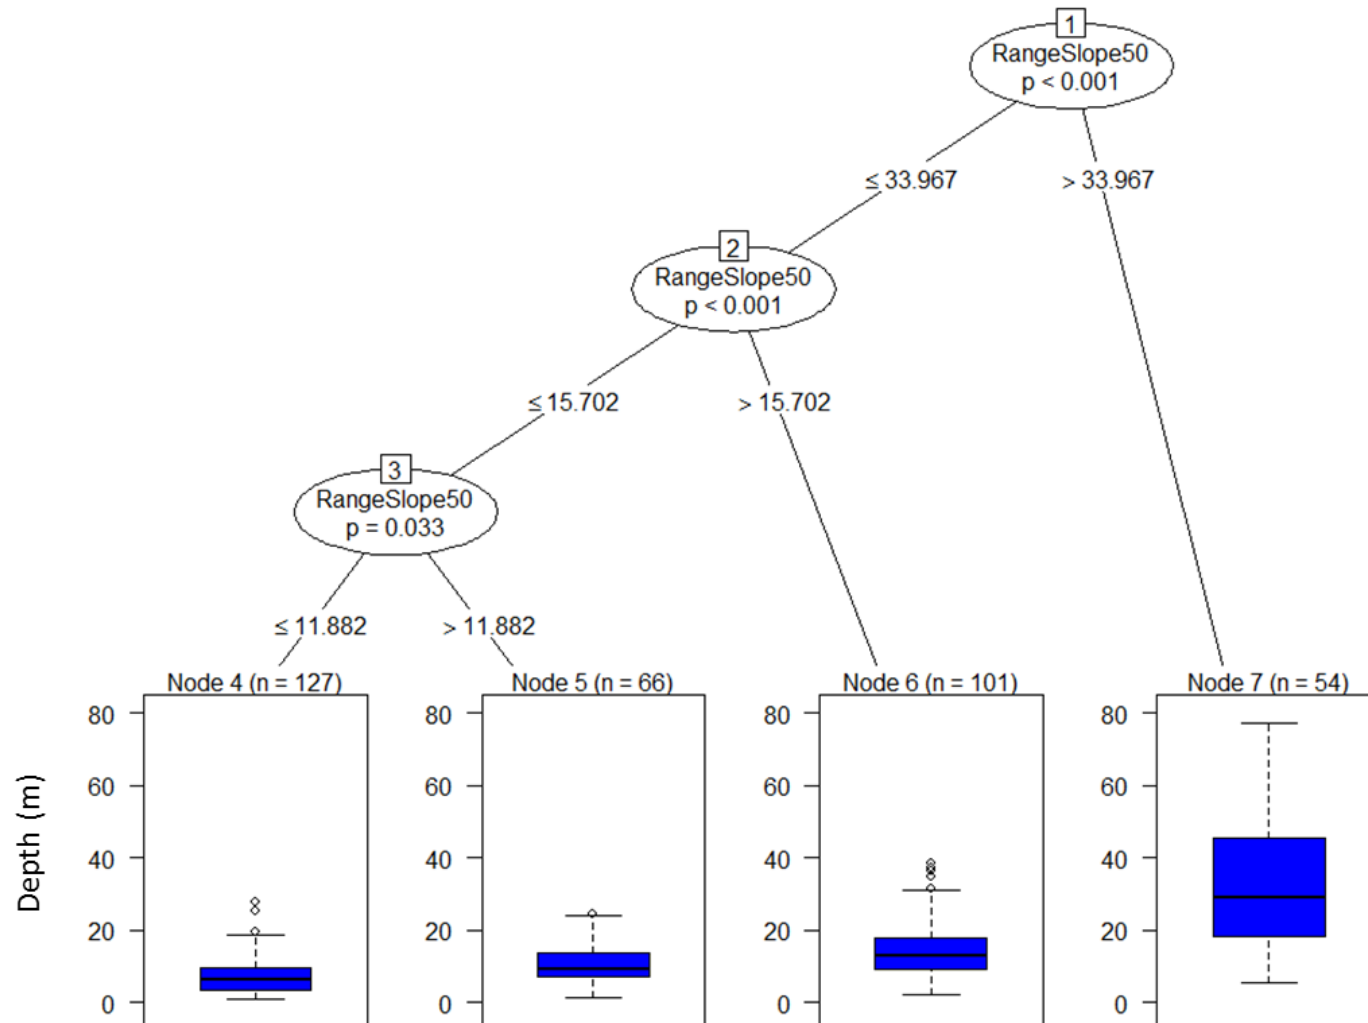 1
RangeSlope50
p < 0.001
≤ 33.967
> 33.967
2
RangeSlope50
p < 0.001
≤ 15.702
> 15.702
3
RangeSlope50
p = 0.033
≤ 11.882
> 11.882
Node 4 (n = 127)
Node 5 (n = 66)
Node 6 (n = 101)
Node 7 (n = 54)
Depth (m)
80
60
40
20
0
80
60
40
20
0
80
60
40
20
0
80
60
40
20
0